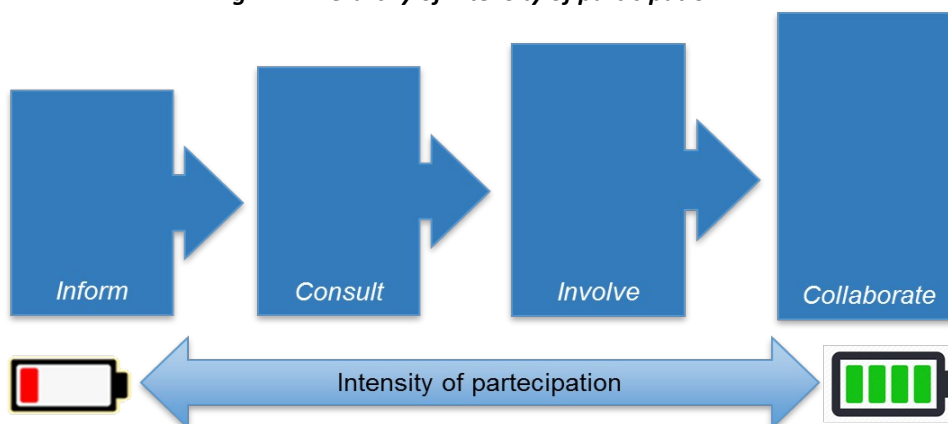 Inform
Consult
Involve
Collaborate
Intensity of partecipation